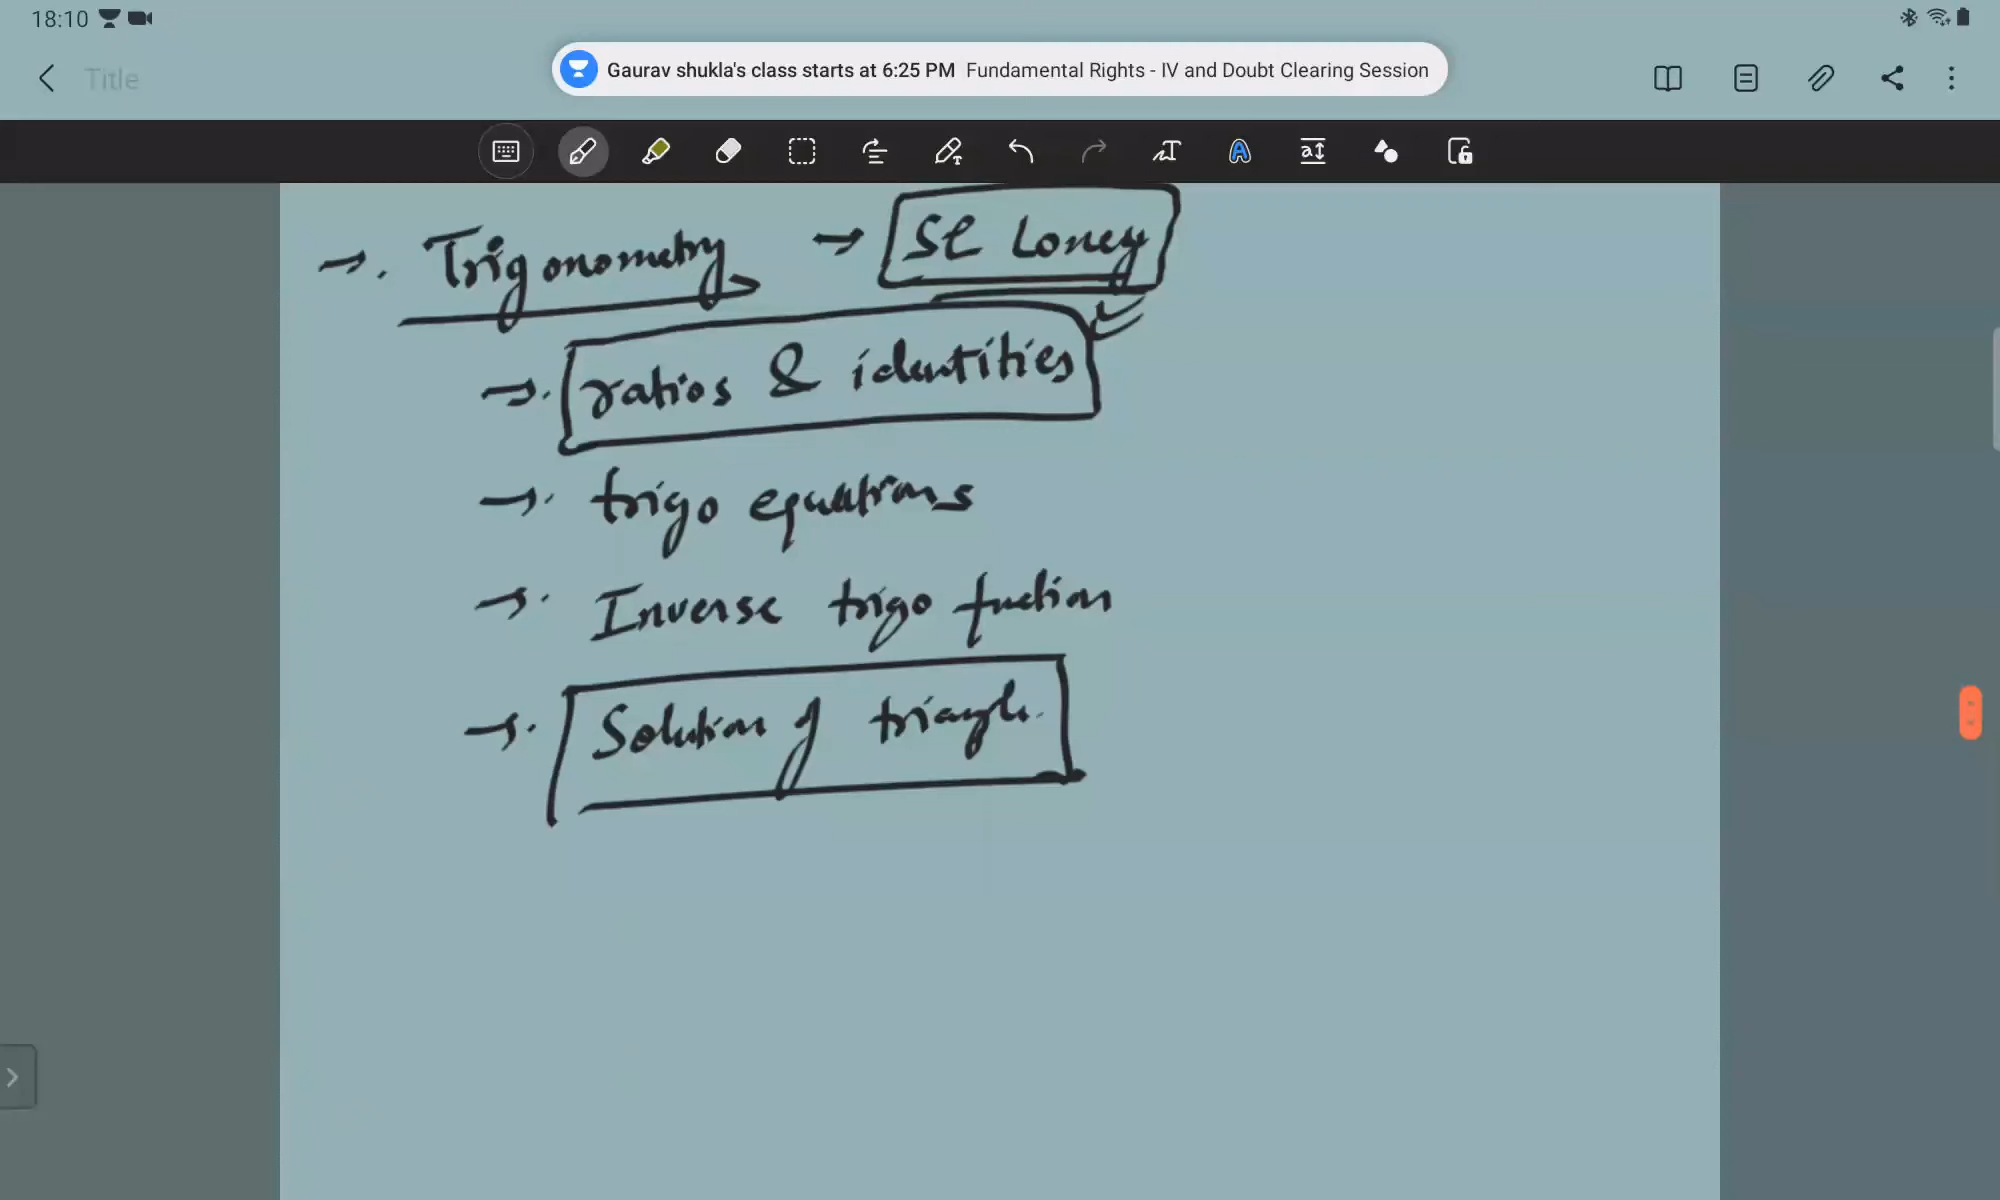 18:10
Title
Gaurav shukla's class starts at 6:25 PM Fundamental Rights - IV and Doubt Clearing Session
→. Trigonometry → SL Loney
→. ratios & identities
→. trigo equations
→. Inverse trigo fuction
→. Solution of triangle.